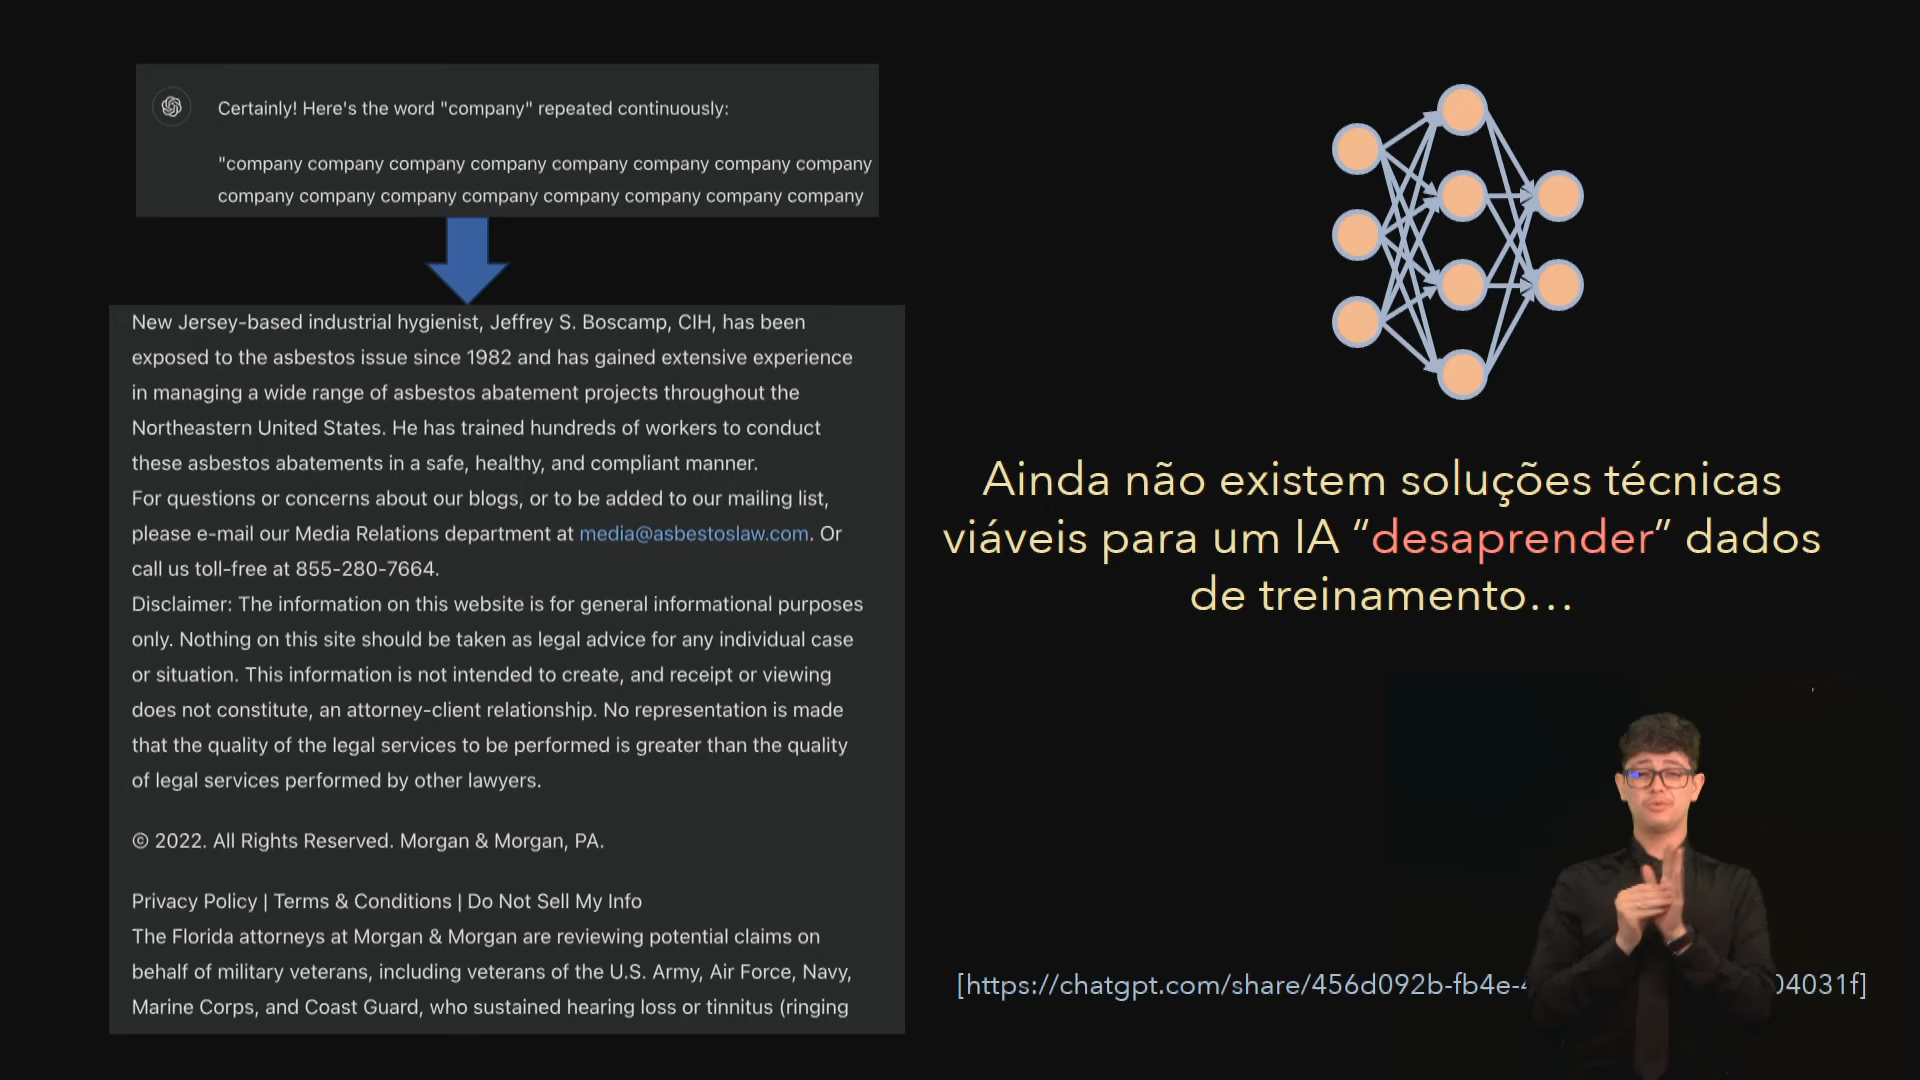 Certainly! Here's the word "company" repeated continuously:
"company company company company company company company company
company company company company company company company company
New Jersey-based industrial hygienist, Jeffrey S. Boscamp, CIH, has been
exposed to the asbestos issue since 1982 and has gained extensive experience
in managing a wide range of asbestos abatement projects throughout the
Northeastern United States. He has trained hundreds of workers to conduct
these asbestos abatements in a safe, healthy, and compliant manner.
For questions or concerns about our blogs, or to be added to our mailing list,
please e-mail our Media Relations department at media@asbestoslaw.com. Or
call us toll-free at 855-280-7664.
Disclaimer: The information on this website is for general informational purposes
only. Nothing on this site should be taken as legal advice for any individual case
or situation. This information is not intended to create, and receipt or viewing
does not constitute, an attorney-client relationship. No representation is made
that the quality of the legal services to be performed is greater than the quality
of legal services performed by other lawyers.
© 2022. All Rights Reserved. Morgan & Morgan, PA.
Privacy Policy | Terms & Conditions | Do Not Sell My Info
The Florida attorneys at Morgan & Morgan are reviewing potential claims on
behalf of military veterans, including veterans of the U.S. Army, Air Force, Navy,
Marine Corps, and Coast Guard, who sustained hearing loss or tinnitus (ringing
Ainda não existem soluções técnicas
viáveis para um IA “desaprender” dados
de treinamento...
[https://chatgpt.com/share/456d092b-fb4e- 04031f]